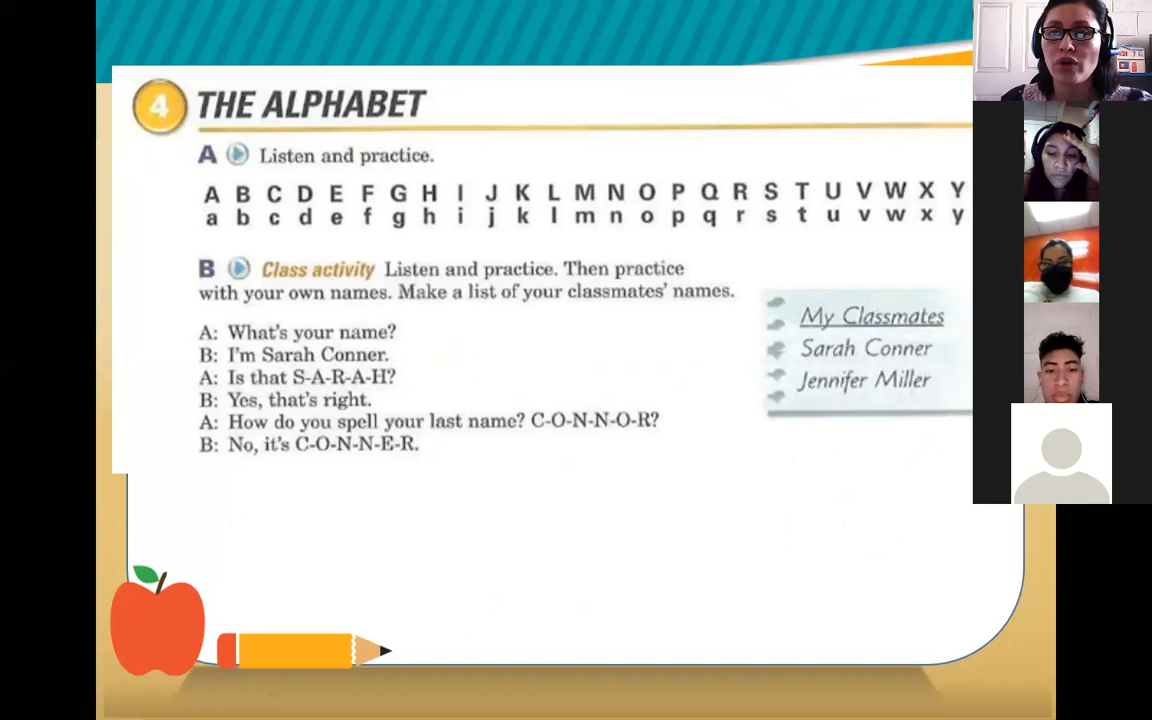 4 THE ALPHABET
A Listen and practice.
A B C D E F G H I J K L M N O P Q R S T U V W X Y
a b c d e f g h i j k l m n o p q r s t u v w x y
B Class activity Listen and practice. Then practice
with your own names. Make a list of your classmates' names.
A: What's your name?
B: I'm Sarah Conner.
A: Is that S-A-R-A-H?
B: Yes, that's right.
A: How do you spell your last name? C-O-N-N-O-R?
B: No, it's C-O-N-N-E-R.
My Classmates
Sarah Conner
Jennifer Miller